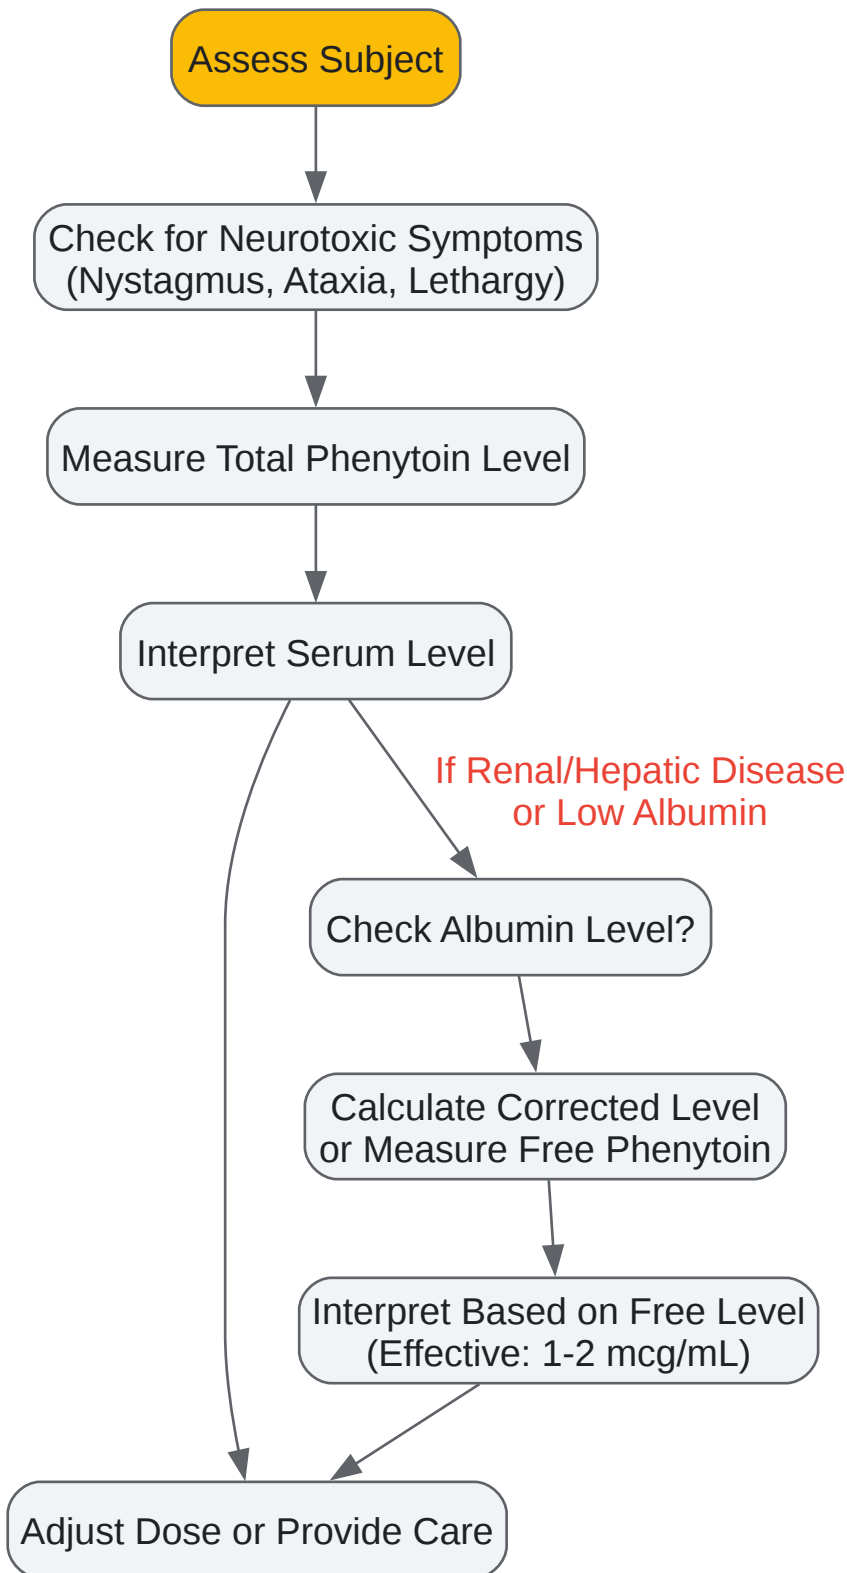 Assess Subject
Check for Neurotoxic Symptoms
(Nystagmus, Ataxia, Lethargy)
Measure Total Phenytoin Level
Interpret Serum Level
If Renal/Hepatic Disease
or Low Albumin
Check Albumin Level?
Calculate Corrected Level
or Measure Free Phenytoin
Interpret Based on Free Level
(Effective: 1-2 mcg/mL)
Adjust Dose or Provide Care